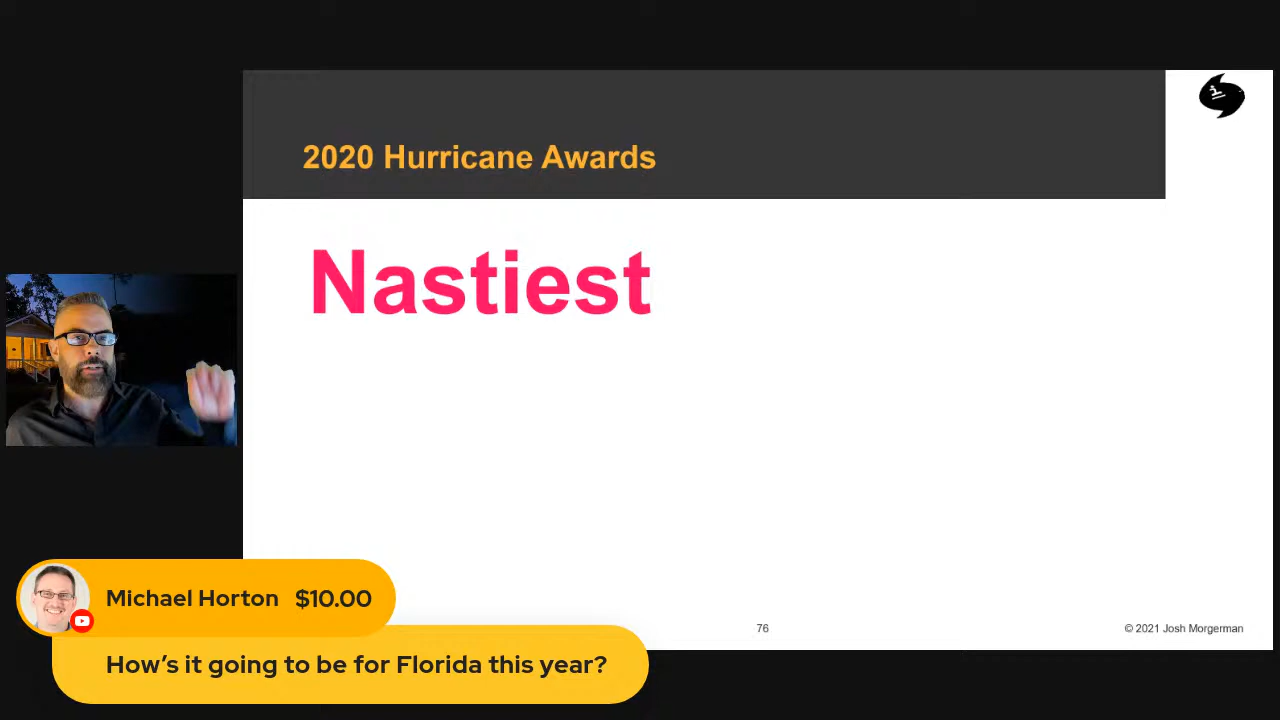 2020 Hurricane Awards
Nastiest
Michael Horton $10.00
How's it going to be for Florida this year?
76
© 2021 Josh Morgerman